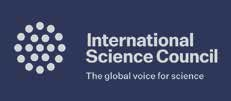 International
Science Council
The global voice for science